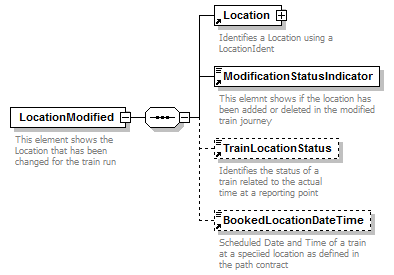 Location
Identifies a Location using a
LocationIdent
ModificationStatusIndicator
This elemnt shows if the location has
been added or deleted in the modified
train journey
LocationModified
This element shows the
Location that has been
changed for the train run
TrainLocationStatus
Identifies the status of a
train related to the actual
time at a reporting point
BookedLocationDateTime
Scheduled Date and Time of a train
at a speciied location as defined in
the path contract